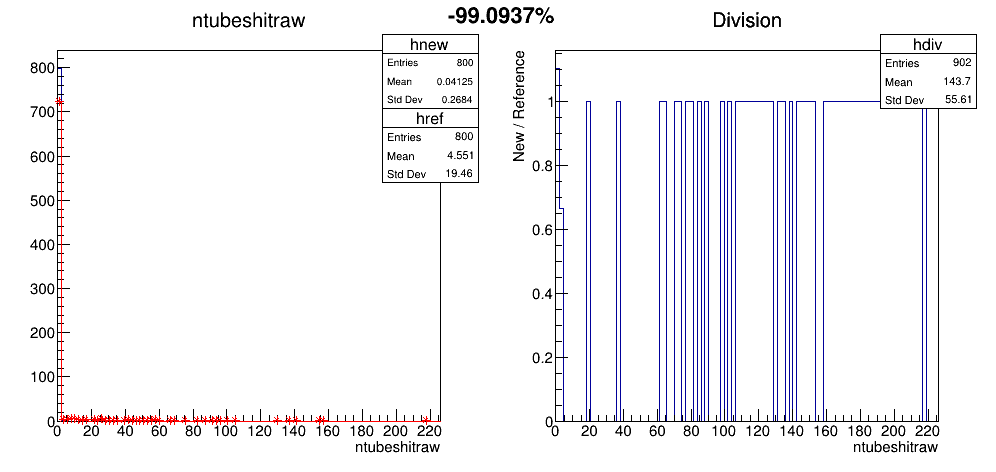 -99.0937%
ntubeshitraw
hnew
Entries 800
Mean 0.04125
Std Dev 0.2684
href
Entries 800
Mean 4.551
Std Dev 19.46
800
700
600
500
400
300
200
100
0
0 20 40 60 80 100 120 140 160 180 200 220
ntubeshitraw
Division
hdiv
Entries 902
Mean 143.7
Std Dev 55.61
New / Reference
1
0.8
0.6
0.4
0.2
0
0 20 40 60 80 100 120 140 160 180 200 220
ntubeshitraw